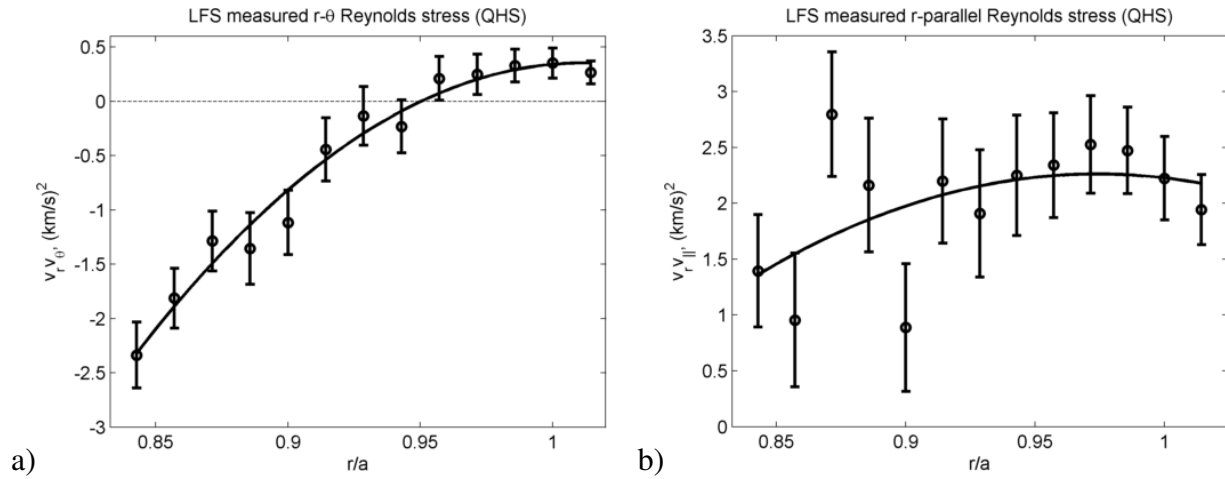 LFS measured r-θ Reynolds stress (QHS)
v_r v_θ, (km/s)^2
0.5
0
-0.5
-1
-1.5
-2
-2.5
-3
0.85 0.9 0.95 1
r/a
a)
LFS measured r-parallel Reynolds stress (QHS)
v_r v_||, (km/s)^2
3.5
3
2.5
2
1.5
1
0.5
0
0.85 0.9 0.95 1
r/a
b)